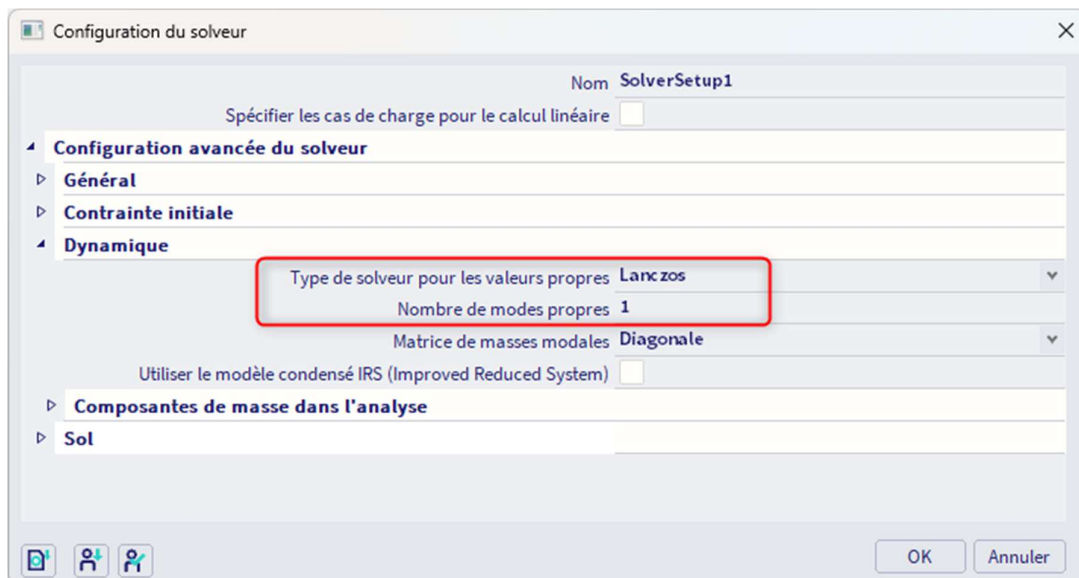 Configuration du solveur
Nom SolverSetup1
Spécifier les cas de charge pour le calcul linéaire
Configuration avancée du solveur
Général
Contrainte initiale
Dynamique
Type de solveur pour les valeurs propres Lanczos
Nombre de modes propres 1
Matrice de masses modales Diagonale
Utiliser le modèle condensé IRS (Improved Reduced System)
Composantes de masse dans l'analyse
Sol
OK Annuler